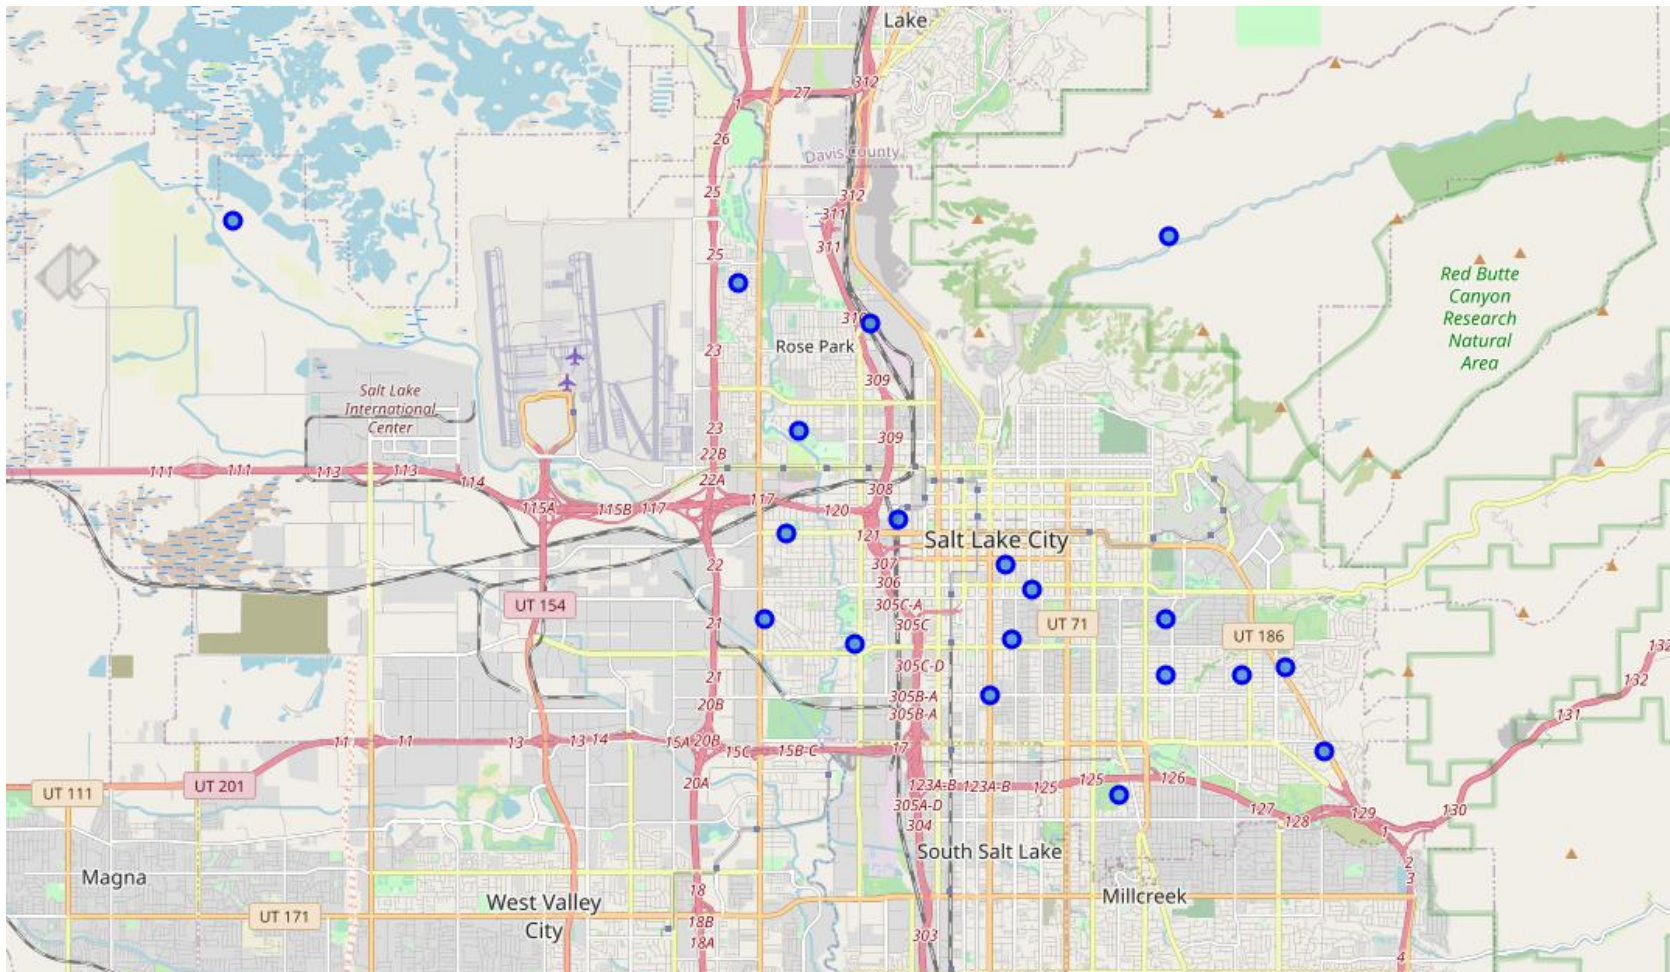 Lake
312
27
1
26
Davis County
25
312
311
311
25
Red Butte
Canyon
Research
Natural
Area
310
Rose Park
23
309
Salt Lake
International
Center
23
309
22B
111
111
113
113
114
22A
117
308
115A
115B
117
120
121
Salt Lake City
307
22
306
UT 154
305C-A
305C
21
UT 71
UT 186
132
305C-D
21
132
305B-A
20B
305B-A
131
11
11
13
13
14
15A
20B
15C
15B-C
17
UT 111
UT 201
20A
123A-B
123A-B
125
125
126
305A-D
127
128
129
130
304
1
South Salt Lake
2
3
Magna
18
Millcreek
West Valley
City
UT 171
18B
18A
303
4